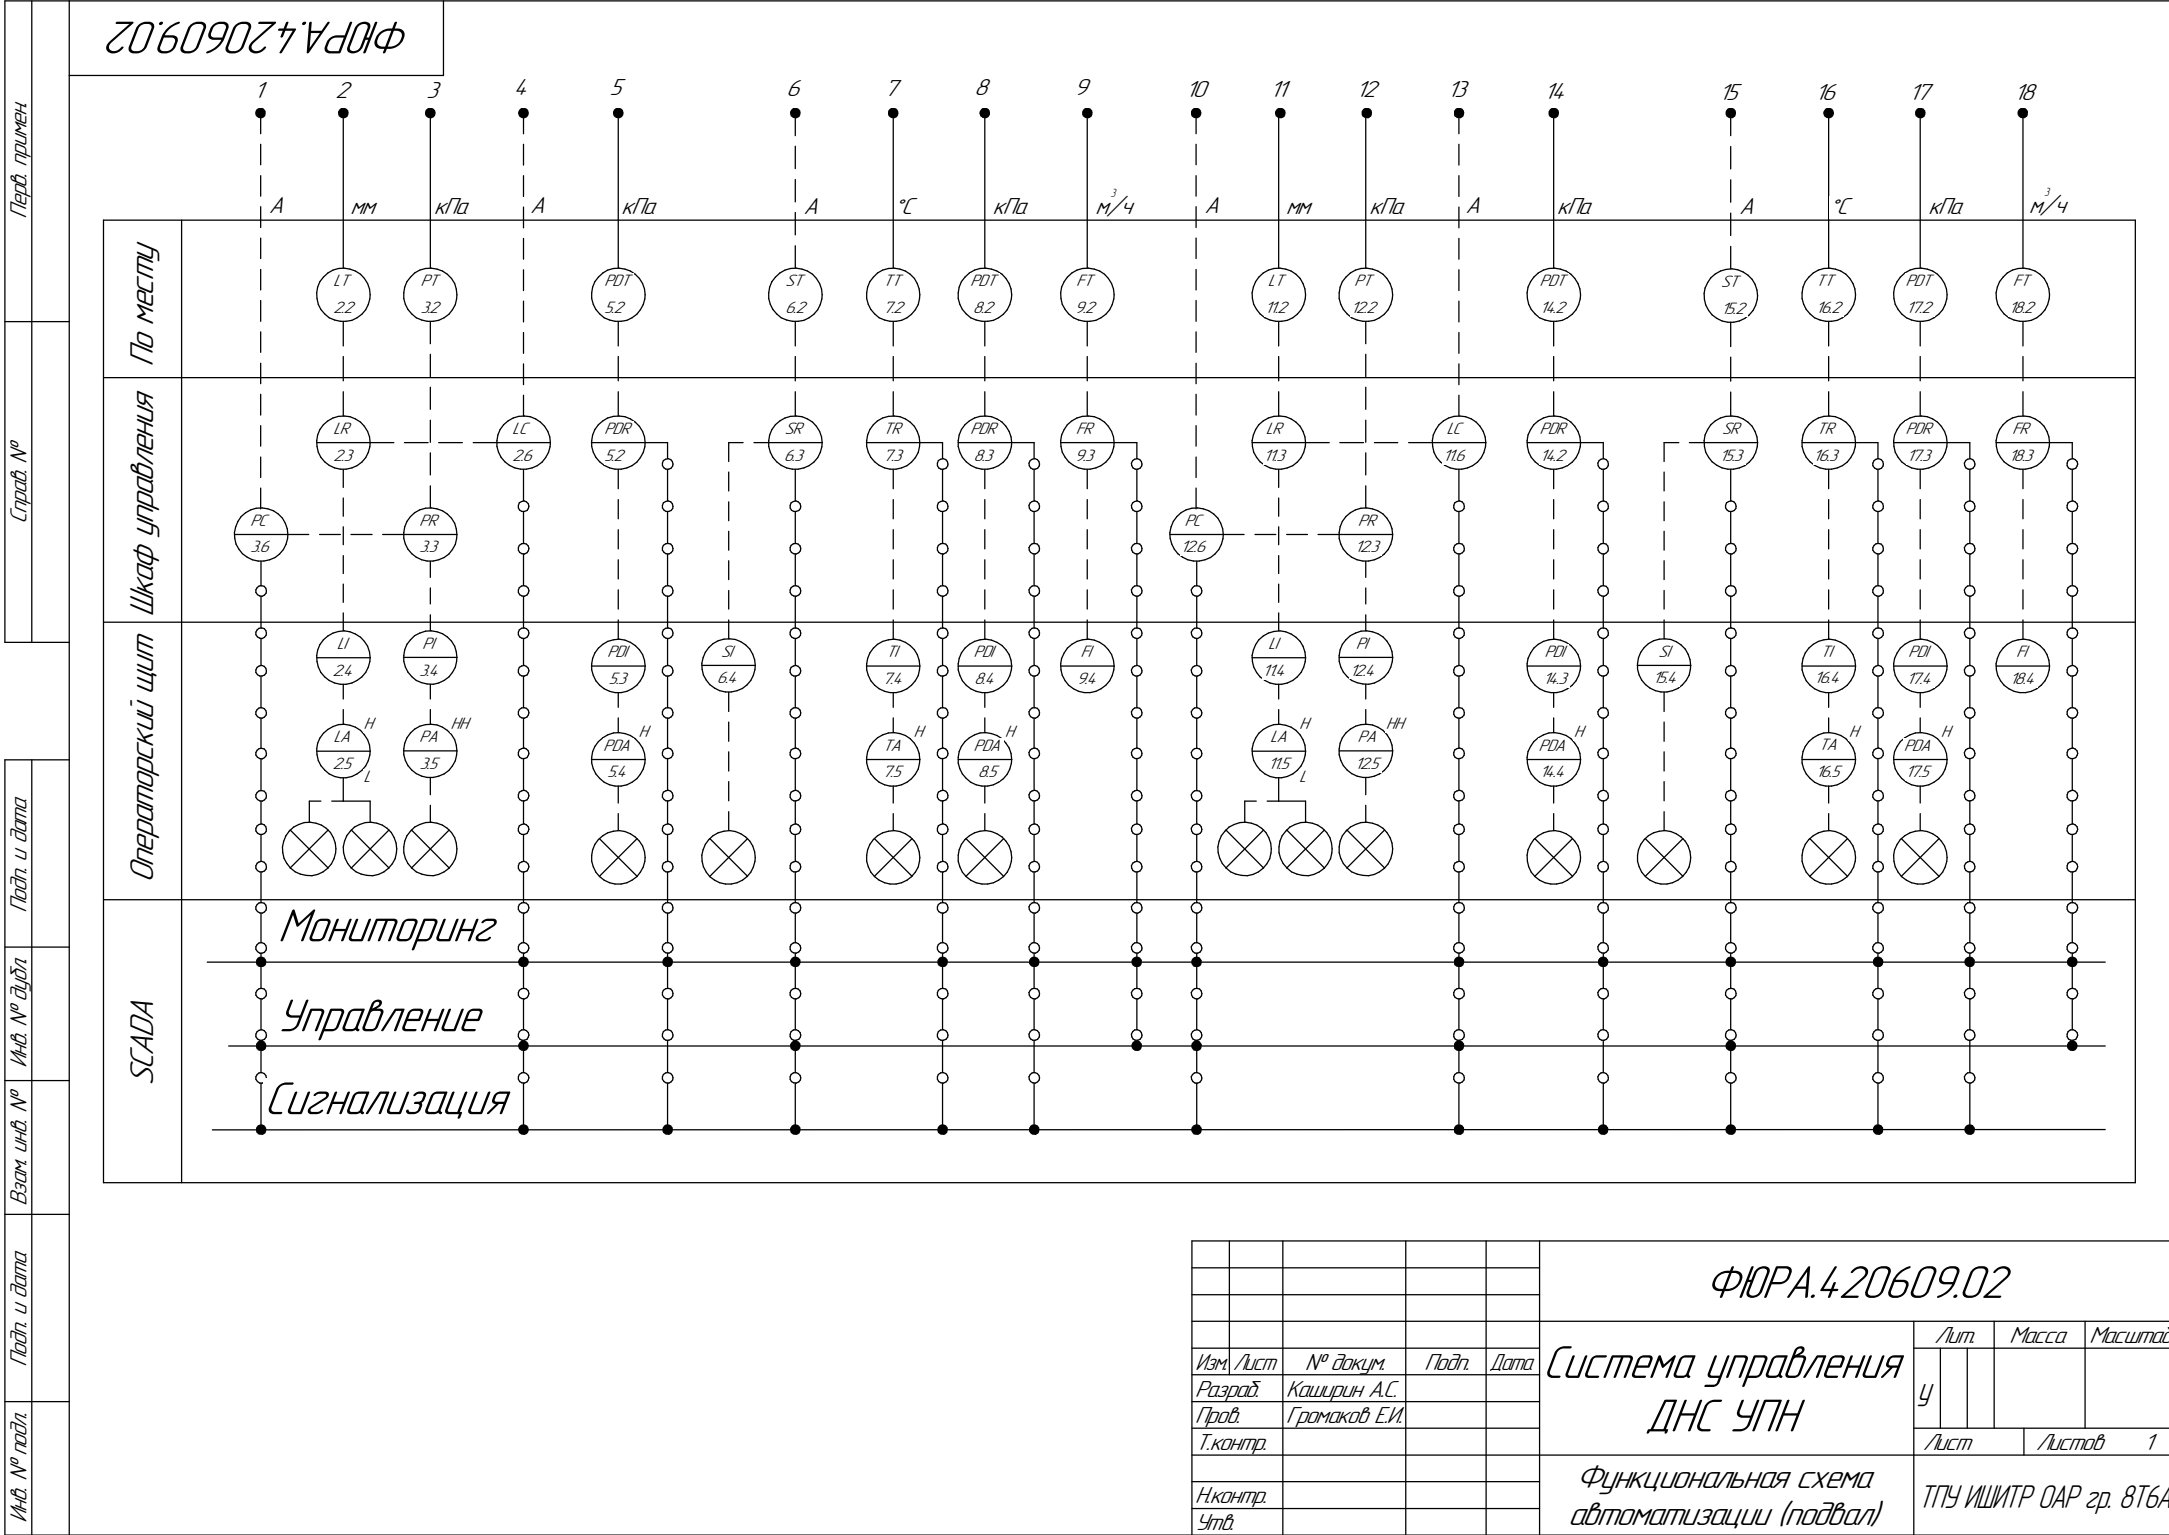 ФЮРА.420609.02
1 2 3 4 5 6 7 8 9 10 11 12 13 14 15 16 17 18
А мм кПа А кПа А °С кПа м³/ч А мм кПа А кПа А °С кПа м³/ч
По месту
LT 2.2
PT 3.2
PDT 5.2
ST 6.2
TT 7.2
PDT 8.2
FT 9.2
LT 11.2
PT 12.2
PDT 14.2
ST 15.2
TT 16.2
PDT 17.2
FT 18.2
Шкаф управления
LR 2.3
LC 2.6
PDR 5.2
SR 6.3
TR 7.3
PDR 8.3
FR 9.3
LR 11.3
LC 11.6
PDR 14.2
SR 15.3
TR 16.3
PDR 17.3
FR 18.3
PC 3.6
PR 3.3
PC 12.6
PR 12.3
Операторский щит
LI 2.4
PI 3.4
PDI 5.3
SI 6.4
TI 7.4
PDI 8.4
FI 9.4
LI 11.4
PI 12.4
PDI 14.3
SI 15.4
TI 16.4
PDI 17.4
FI 18.4
LA 2.5 H L
PA 3.5 HH
PDA 5.4 H
TA 7.5 H
PDA 8.5 H
LA 11.5 H L
PA 12.5 HH
PDA 14.4 H
TA 16.5 H
PDA 17.5 H
SCADA
Мониторинг
Управление
Сигнализация
Перв. примен.
Справ. №
Подп. и дата
Инв. № дубл.
Взам. инв. №
Подп. и дата
Инв. № подл.
ФЮРА.420609.02
Изм. Лист № докум. Подп. Дата
Разраб. Каширин А.С.
Пров. Громаков Е.И.
Т.контр.
Н.контр.
Утв.
Система управления
ДНС УПН
Функциональная схема
автоматизации (подвал)
Лит. Масса Масштаб
У
Лист Листов 1
ТПУ ИШИТР ОАР гр. 8Т6А